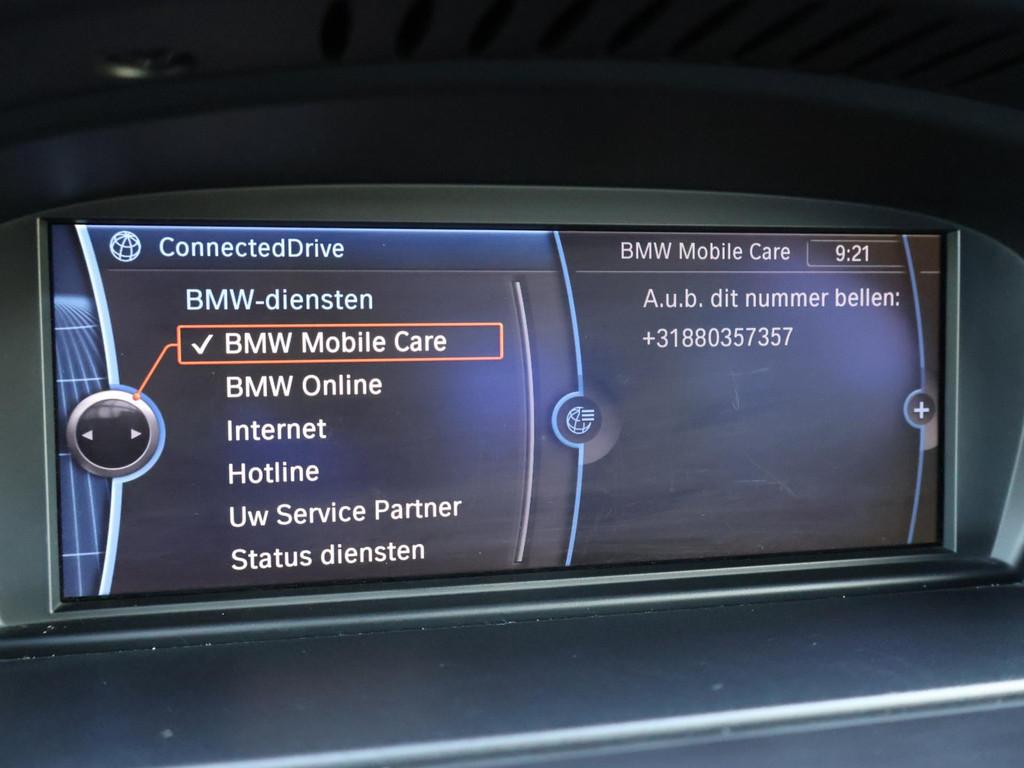 ConnectedDrive
BMW-diensten
✓ BMW Mobile Care
BMW Online
Internet
Hotline
Uw Service Partner
Status diensten
BMW Mobile Care 9:21
A.u.b. dit nummer bellen:
+31880357357